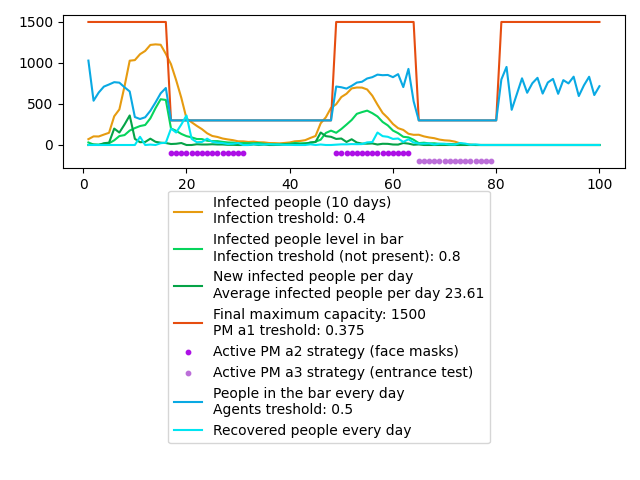 1500
1000
500
0
0
20
40
60
80
100
Infected people (10 days)
Infection treshold: 0.4
Infected people level in bar
Infection treshold (not present): 0.8
New infected people per day
Average infected people per day 23.61
Final maximum capacity: 1500
PM a1 treshold: 0.375
Active PM a2 strategy (face masks)
Active PM a3 strategy (entrance test)
People in the bar every day
Agents treshold: 0.5
Recovered people every day